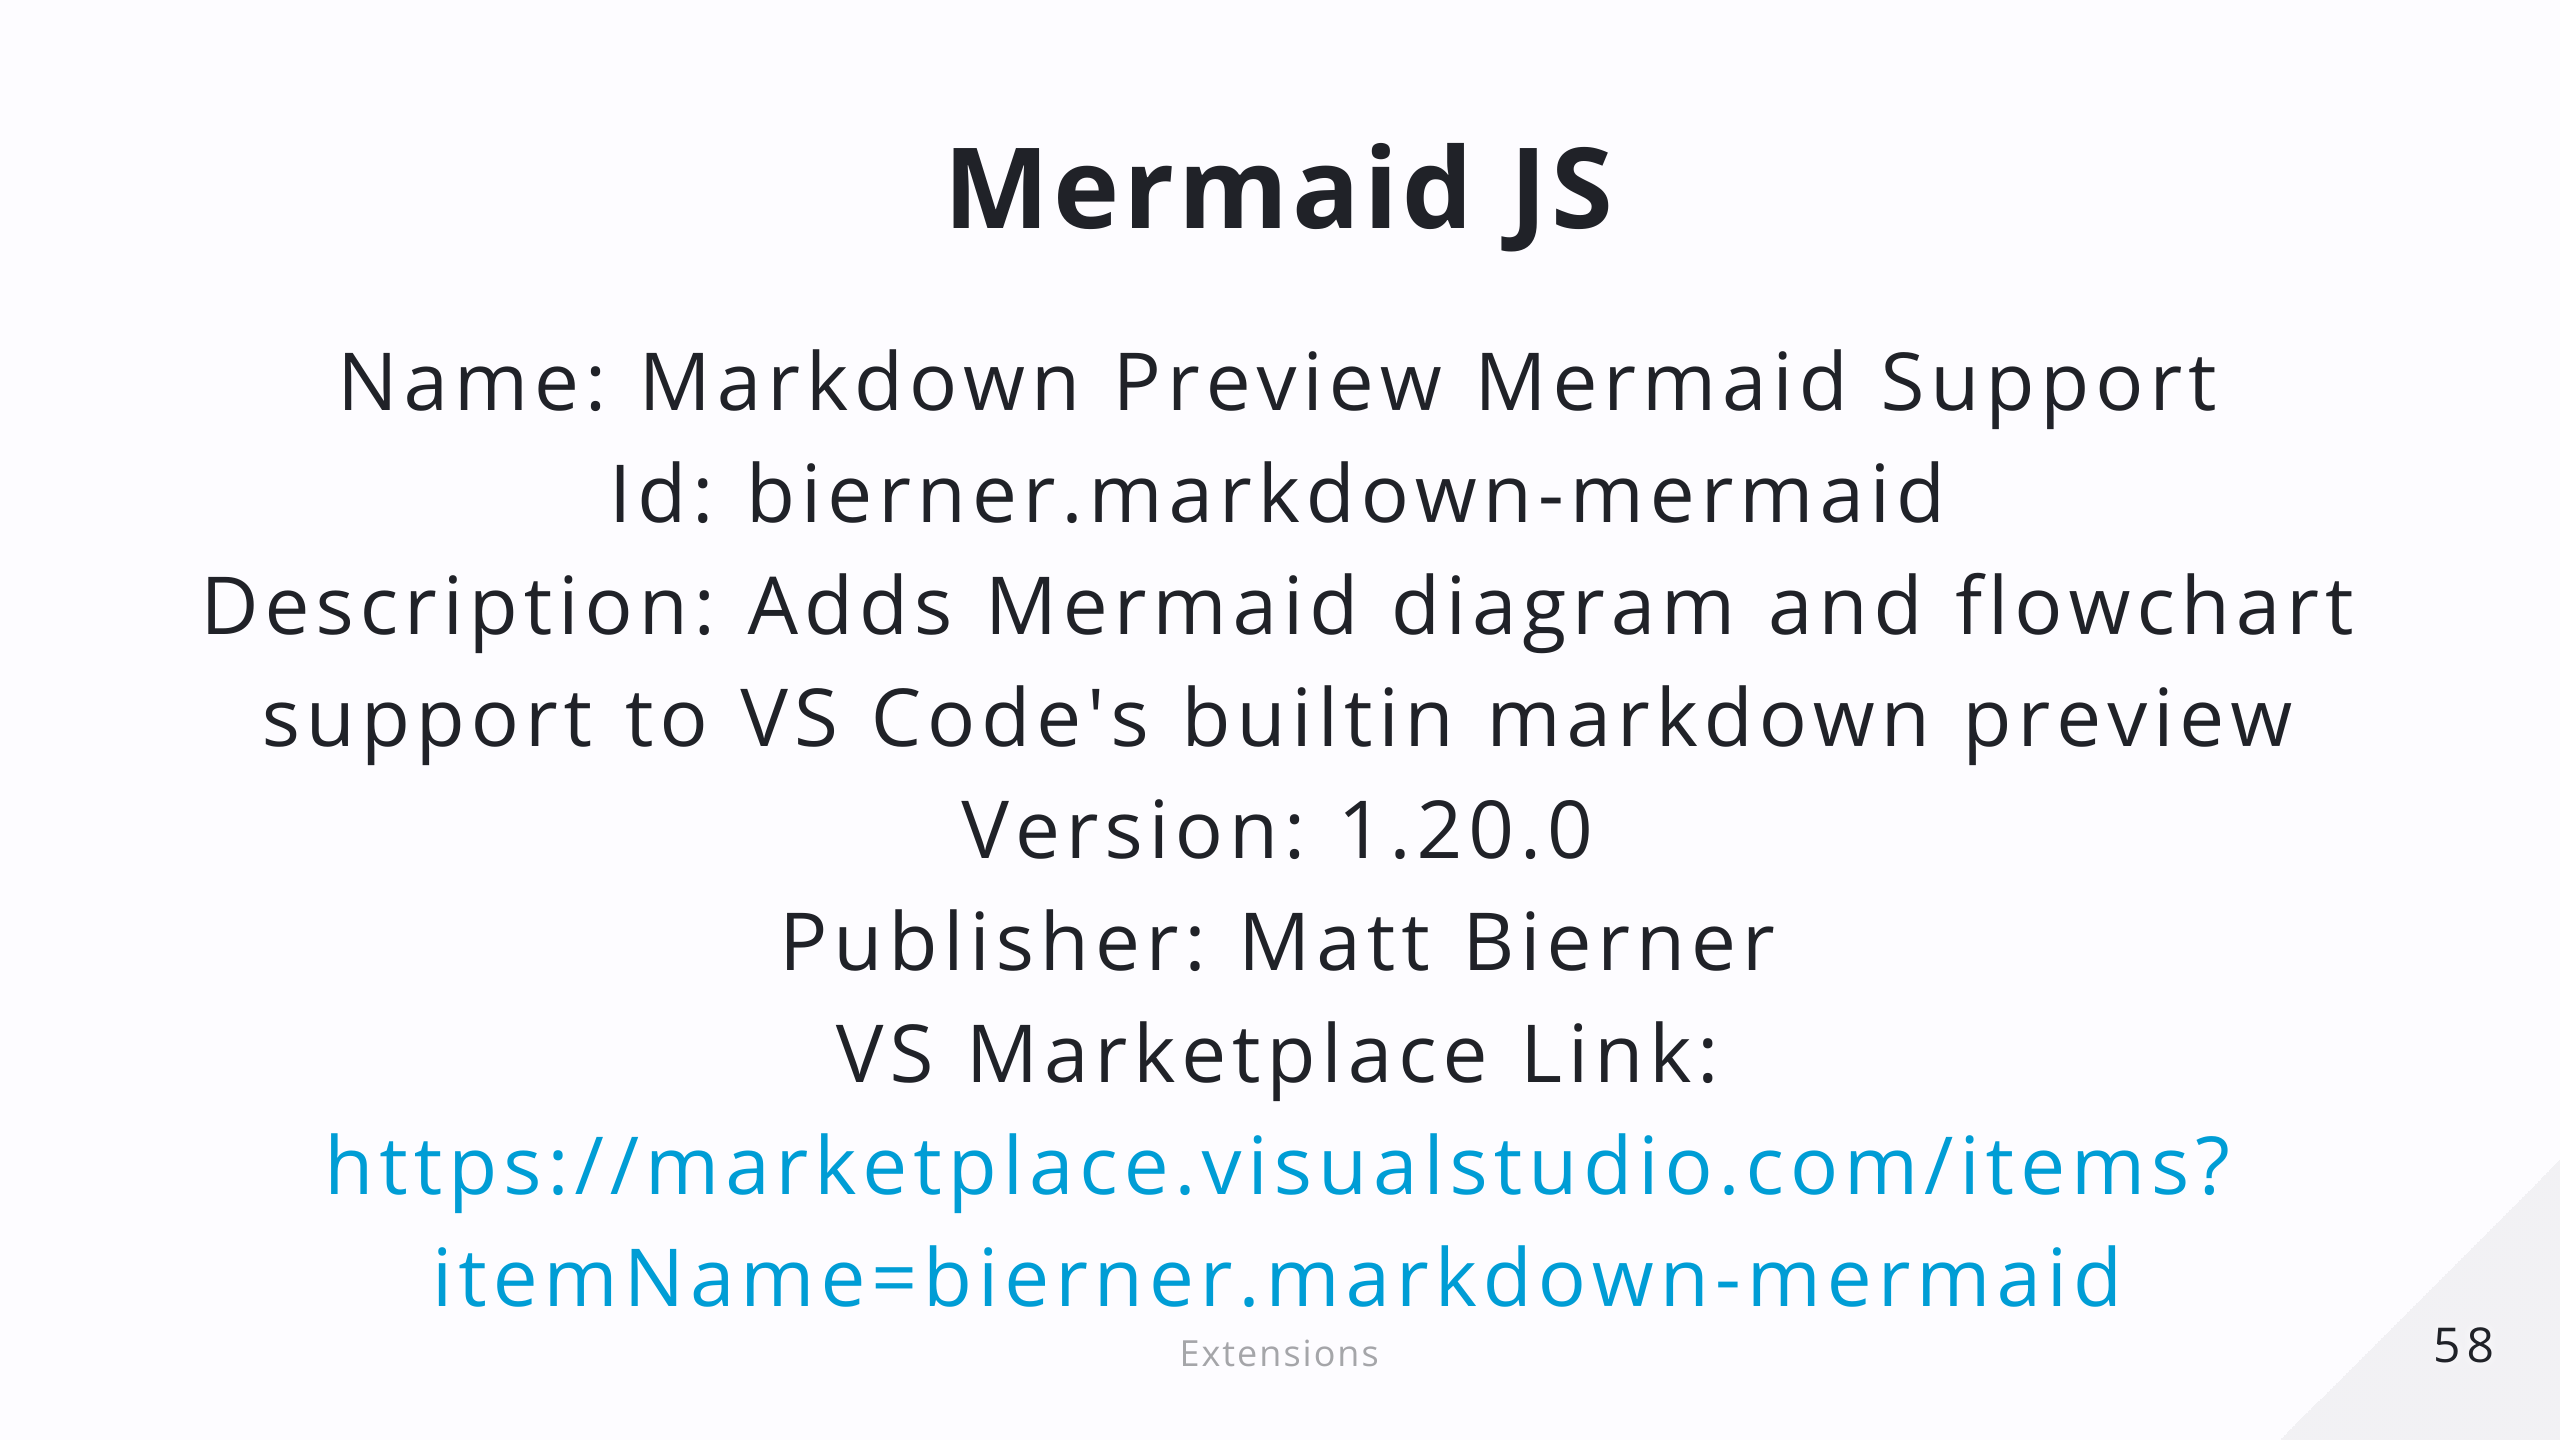 Mermaid JS
Name: Markdown Preview Mermaid Support
Id: bierner.markdown-mermaid
Description: Adds Mermaid diagram and flowchart
support to VS Code's builtin markdown preview
Version: 1.20.0
Publisher: Matt Bierner
VS Marketplace Link:
https://marketplace.visualstudio.com/items?
itemName=bierner.markdown-mermaid
Extensions
58